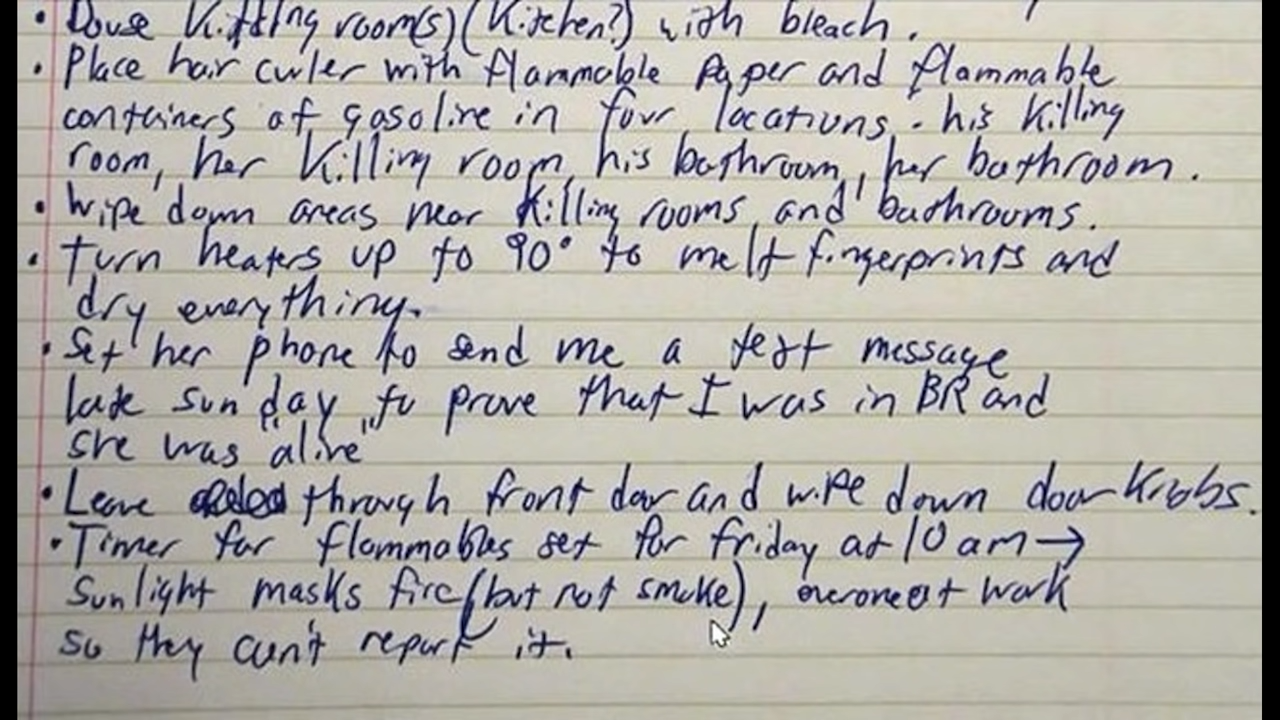 • Douse Killing room(s) (Kitchen?) with bleach.
• Place hair curler with flammable paper and flammable
containers of gasoline in four locations. his Killing
room, her Killing room, his bathroom, her bathroom.
• Wipe down areas near Killing rooms and bathrooms.
• Turn heaters up to 90° to melt fingerprints and
dry everything.
• Set her phone to send me a text message
late sunday to prove that I was in BR and
she was "alive"
• Leave through front door and wipe down door Knobs.
• Timer for flammables set for friday at 10 am →
Sunlight masks fire (but not smoke), everone at work
so they can't report it.